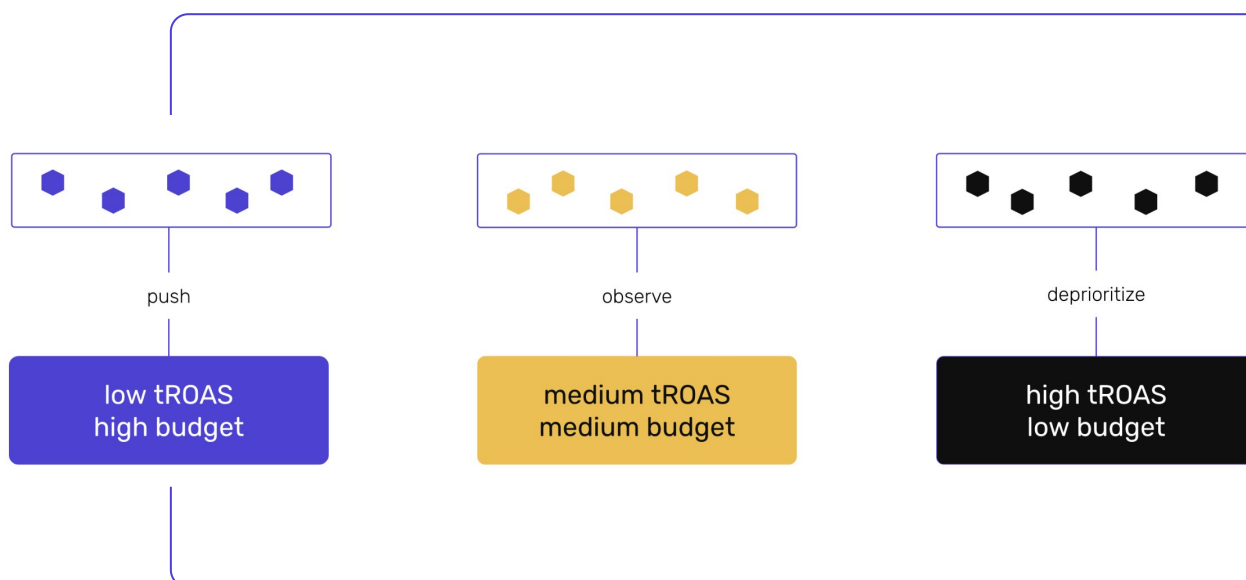 push
observe
deprioritize
low tROAS
high budget
medium tROAS
medium budget
high tROAS
low budget